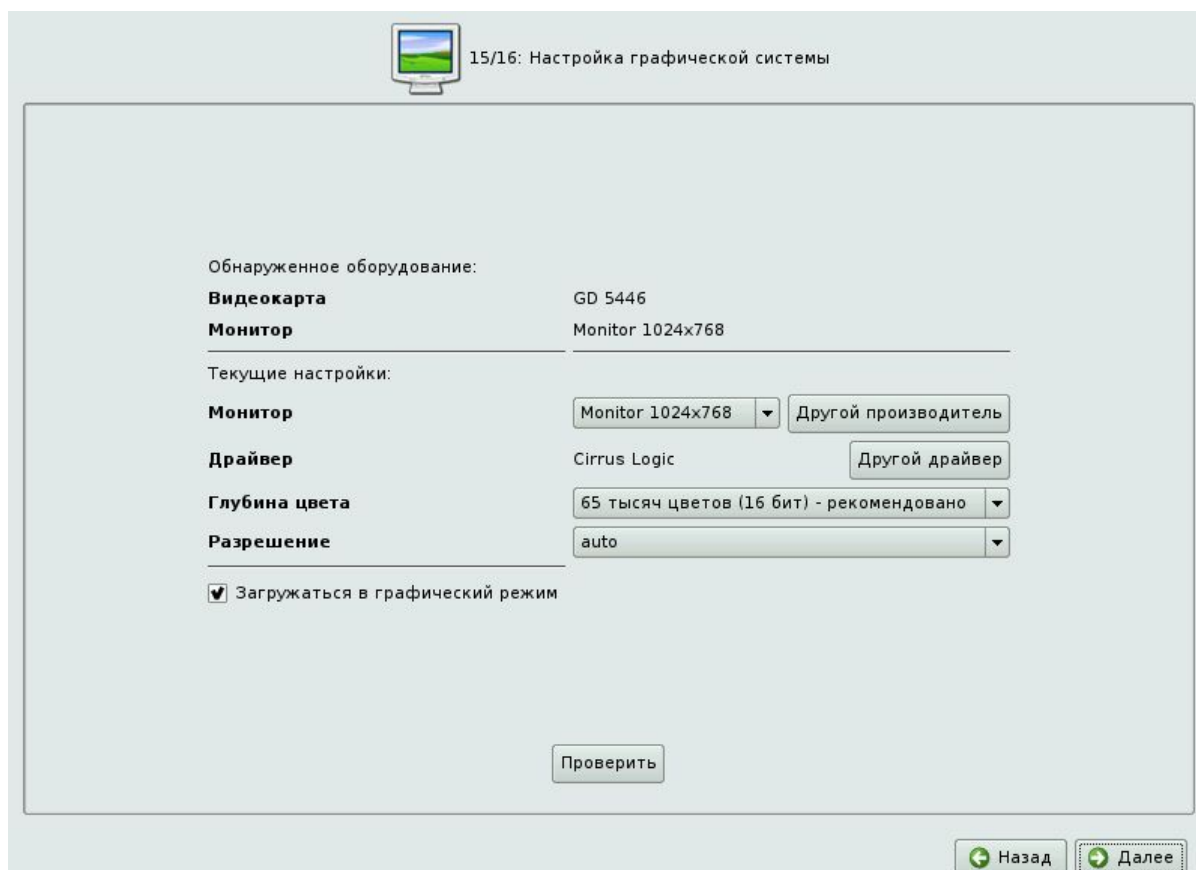 15/16: Настройка графической системы
Обнаруженное оборудование:
Видеокарта GD 5446
Монитор Monitor 1024x768
Текущие настройки:
Монитор Monitor 1024x768 Другой производитель
Драйвер Cirrus Logic Другой драйвер
Глубина цвета 65 тысяч цветов (16 бит) - рекомендовано
Разрешение auto
Загружаться в графический режим
Проверить
Назад Далее